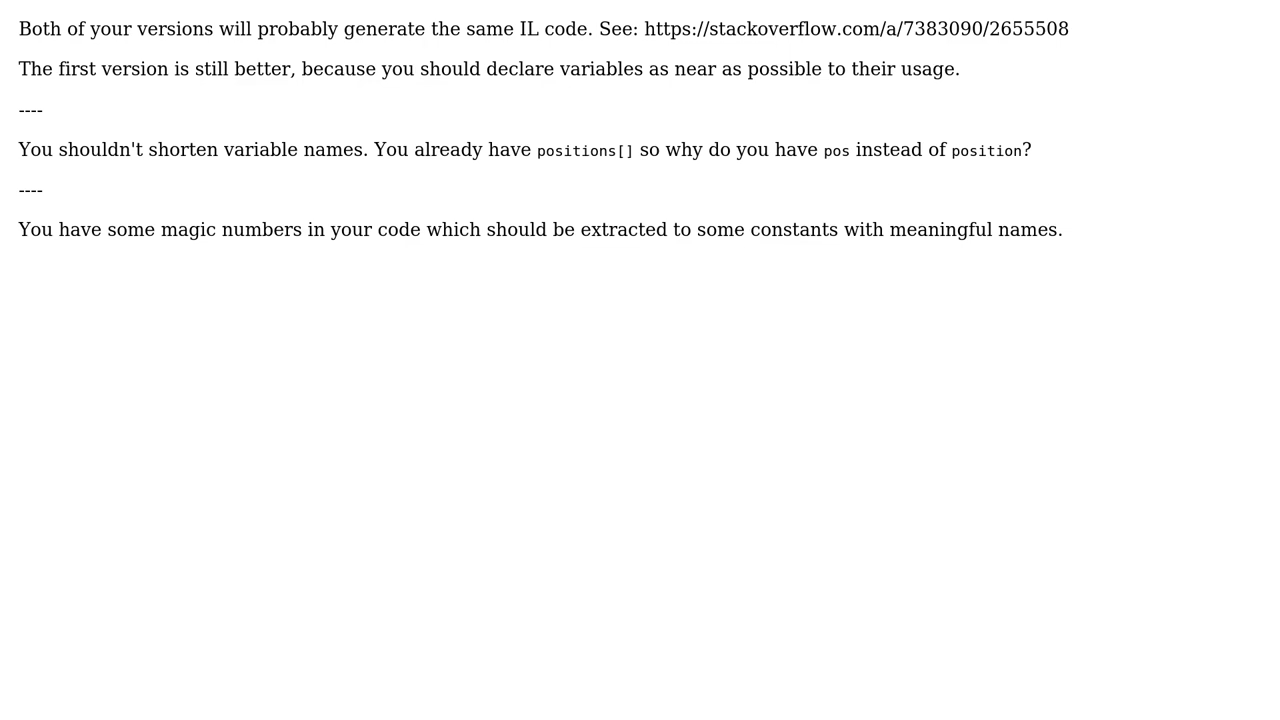 Both of your versions will probably generate the same IL code. See: https://stackoverflow.com/a/7383090/2655508
The first version is still better, because you should declare variables as near as possible to their usage.
----
You shouldn't shorten variable names. You already have positions[] so why do you have pos instead of position?
----
You have some magic numbers in your code which should be extracted to some constants with meaningful names.